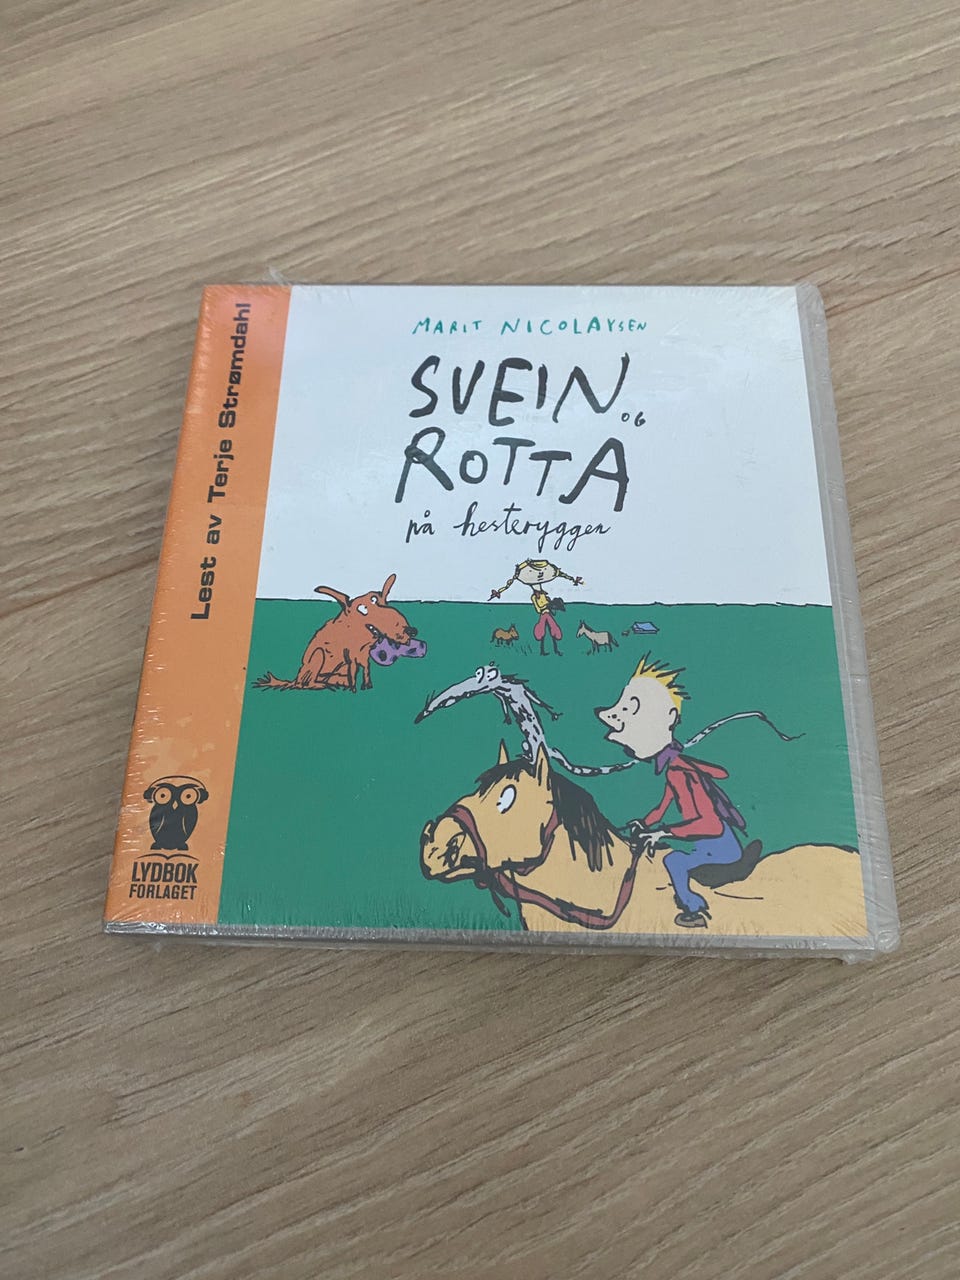 MARIT NICOLAYSEN
SVEIN OG
ROTTA
på hesteryggen
Lest av Terje Strømdahl
LYDBOK
FORLAGET